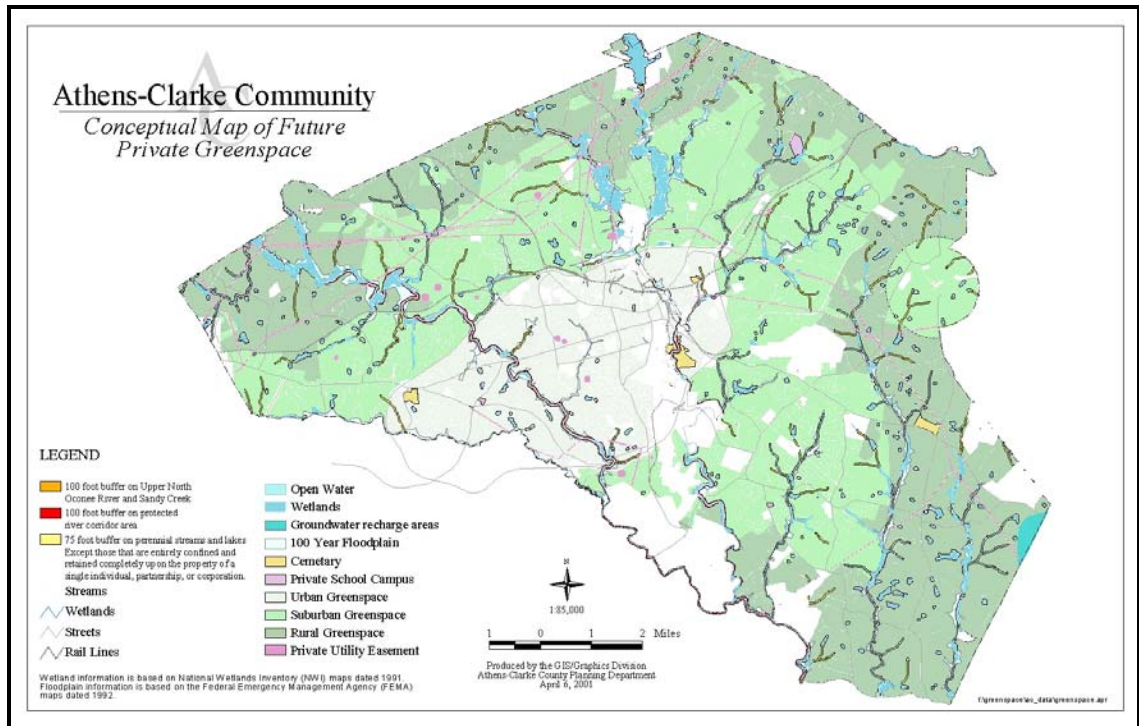 Athens-Clarke Community
Conceptual Map of Future
Private Greenspace
LEGEND
100 foot buffer on Upper North
Oconee River and Sandy Creek
100 foot buffer on protected
river corridor area
75 foot buffer on perennial streams and lakes
Except those that are entirely confined and
retained completely upon the property of a
single individual, partnership, or corporation.
Streams
Wetlands
Streets
Rail Lines
Open Water
Wetlands
Groundwater recharge areas
100 Year Floodplain
Cemetary
Private School Campus
Urban Greenspace
Suburban Greenspace
Rural Greenspace
Private Utility Easement
N
1:85,000
1 0 1 2 Miles
Produced by the GIS/Graphics Division
Athens-Clarke County Planning Department
April 6, 2001
Wetland information is based on National Wetlands Inventory (NWI) maps dated 1991.
Floodplain information is based on the Federal Emergency Management Agency (FEMA)
maps dated 1992.